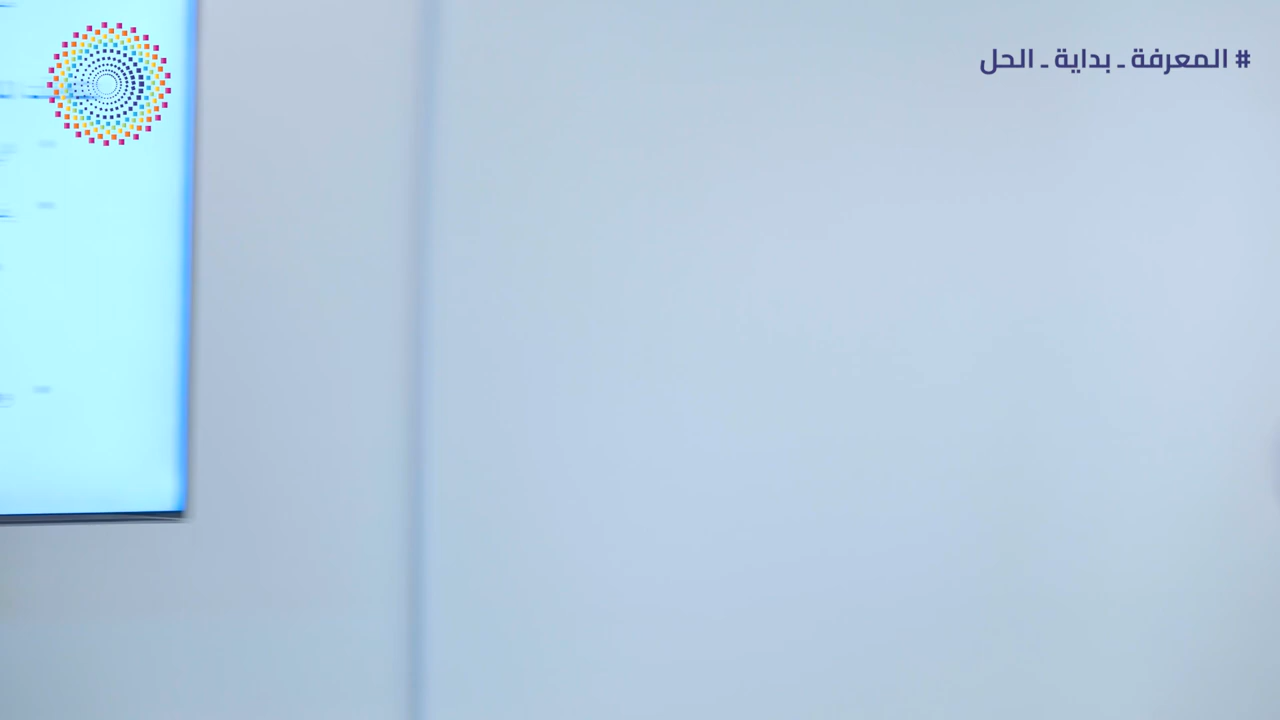 # المعرفة ـ بداية ـ الحل